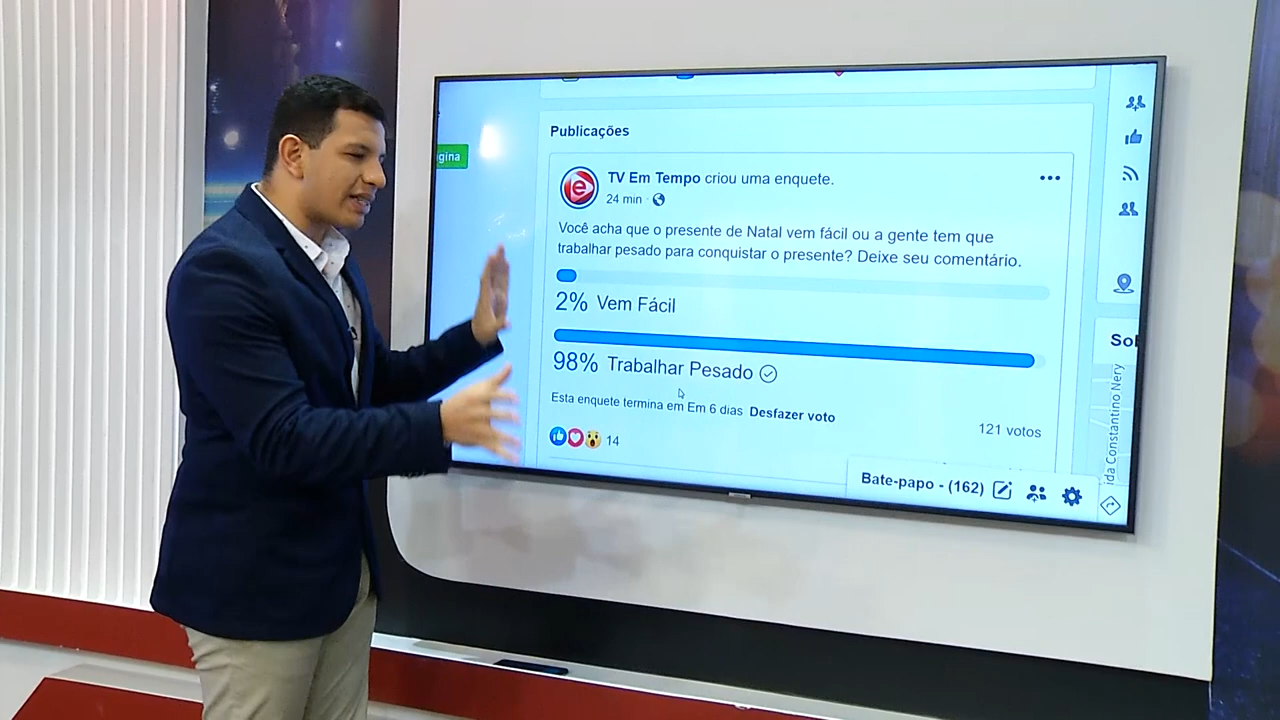 gina
Publicações
TV Em Tempo criou uma enquete.
24 min
Você acha que o presente de Natal vem fácil ou a gente tem que
trabalhar pesado para conquistar o presente? Deixe seu comentário.
2% Vem Fácil
98% Trabalhar Pesado
Esta enquete termina em Em 6 dias Desfazer voto
121 votos
14
Bate-papo - (162)
Sol
ida Constantino Nery